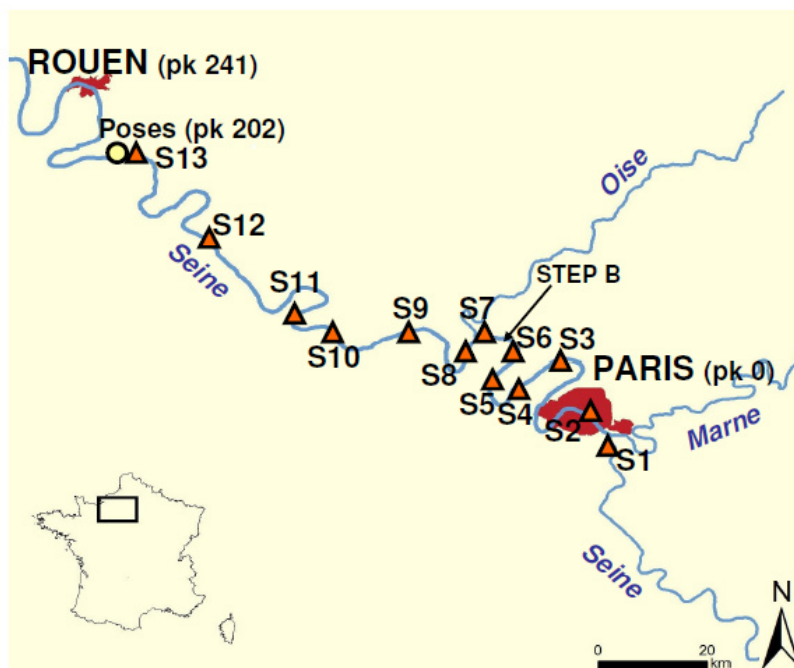 ROUEN (pk 241)
Poses (pk 202)
S13
Oise
S12
Seine
STEP B
S11
S9
S7
S6
S3
S10
S8
PARIS (pk 0)
S5
S4
S2
Marne
S1
Seine
N
0 20
km